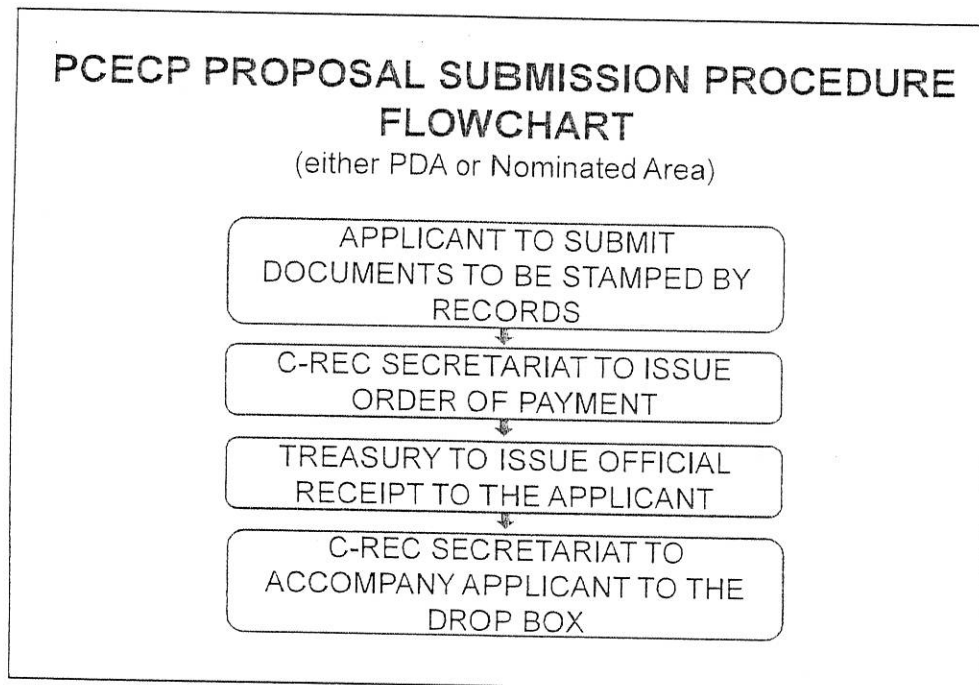 PCECP PROPOSAL SUBMISSION PROCEDURE
FLOWCHART
(either PDA or Nominated Area)
APPLICANT TO SUBMIT
DOCUMENTS TO BE STAMPED BY
RECORDS
C-REC SECRETARIAT TO ISSUE
ORDER OF PAYMENT
TREASURY TO ISSUE OFFICIAL
RECEIPT TO THE APPLICANT
C-REC SECRETARIAT TO
ACCOMPANY APPLICANT TO THE
DROP BOX